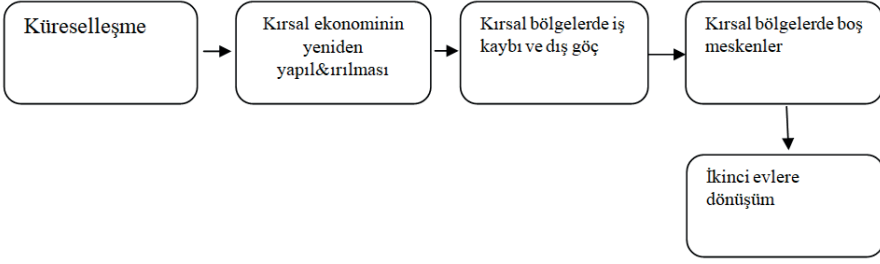 Küreselleşme
Kırsal ekonominin
yeniden
yapıl&ırılması
Kırsal bölgelerde iş
kaybı ve dış göç
Kırsal bölgelerde boş
meskenler
İkinci evlere
dönüşüm